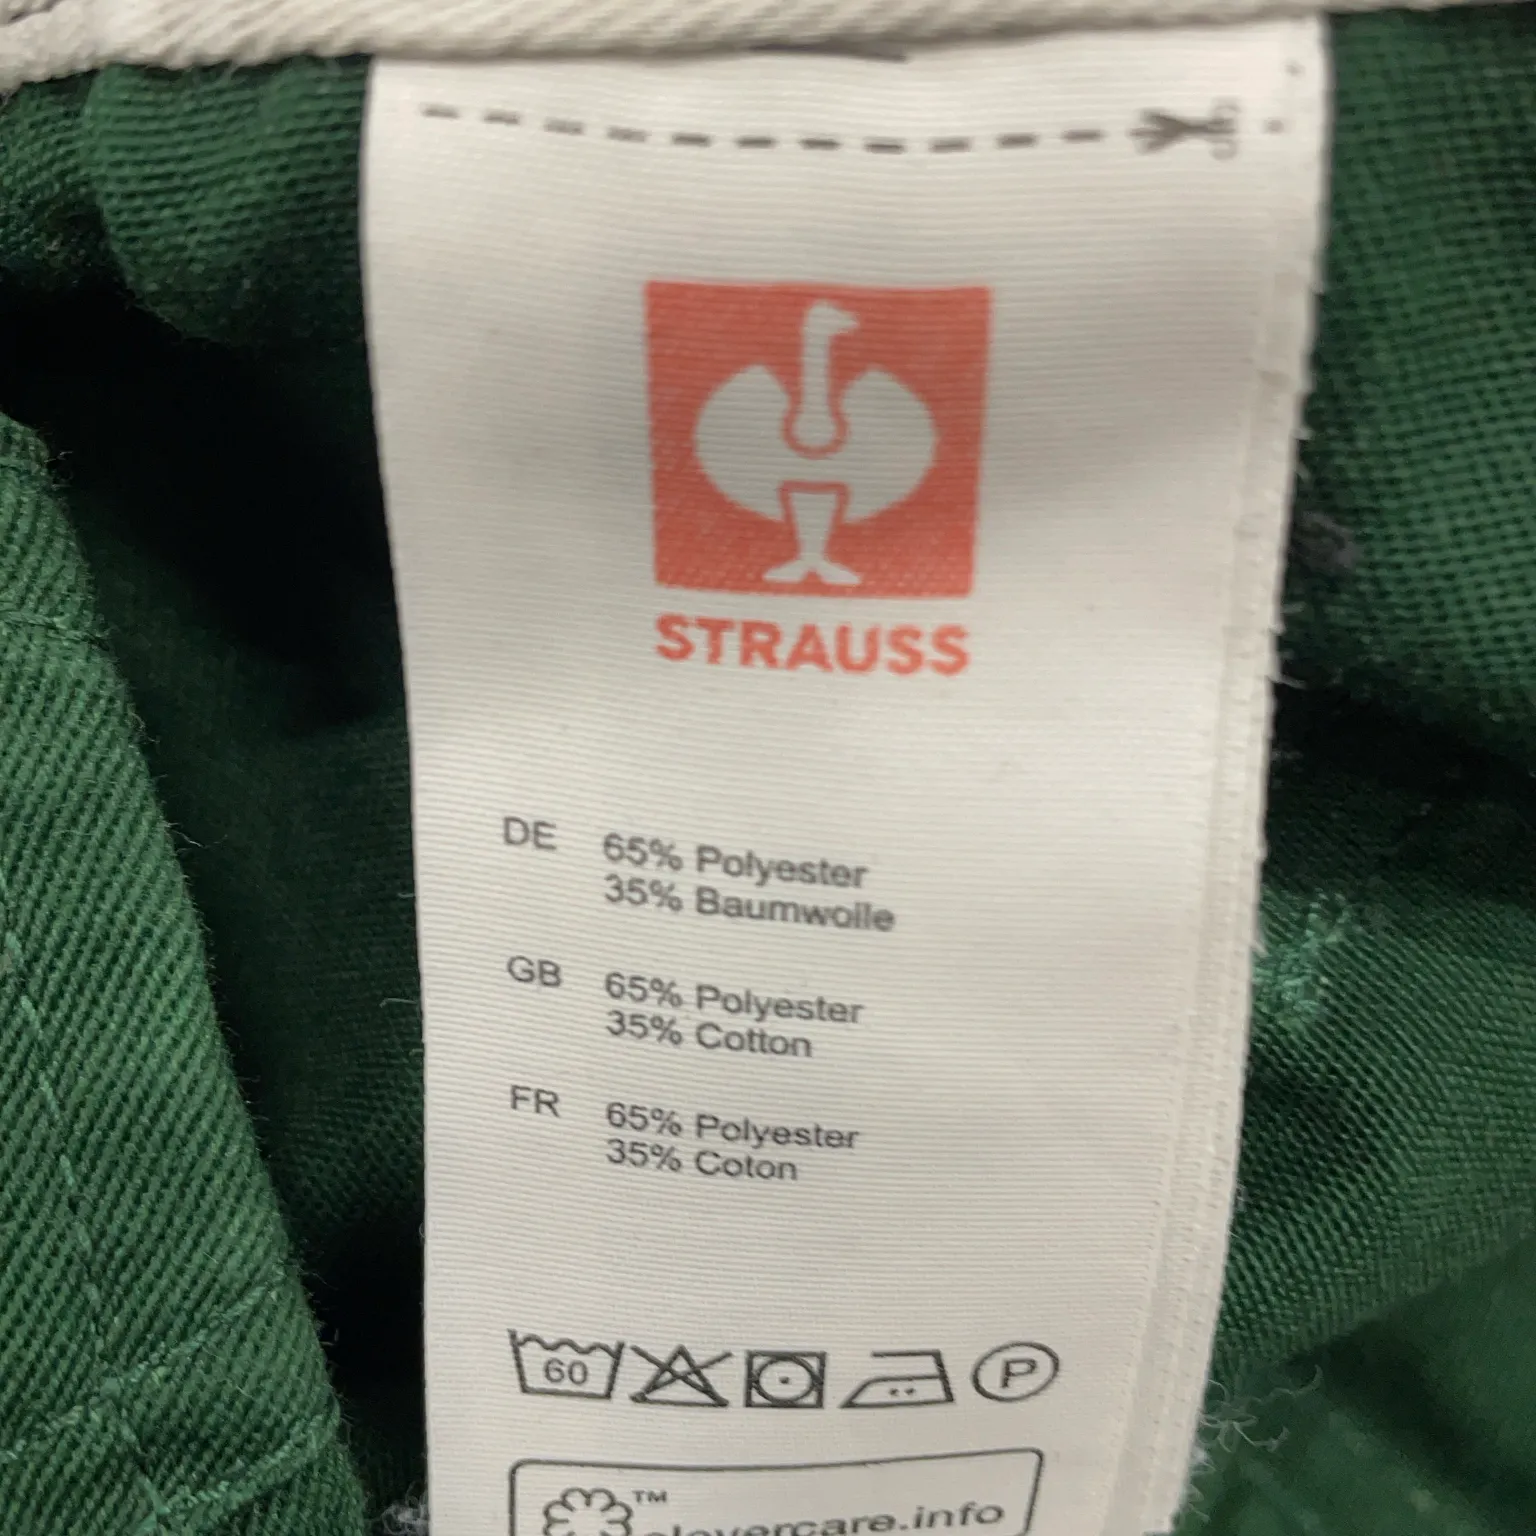 STRAUSS
DE 65% Polyester
35% Baumwolle
GB 65% Polyester
35% Cotton
FR 65% Polyester
35% Coton
60 P
™
clevercare.info